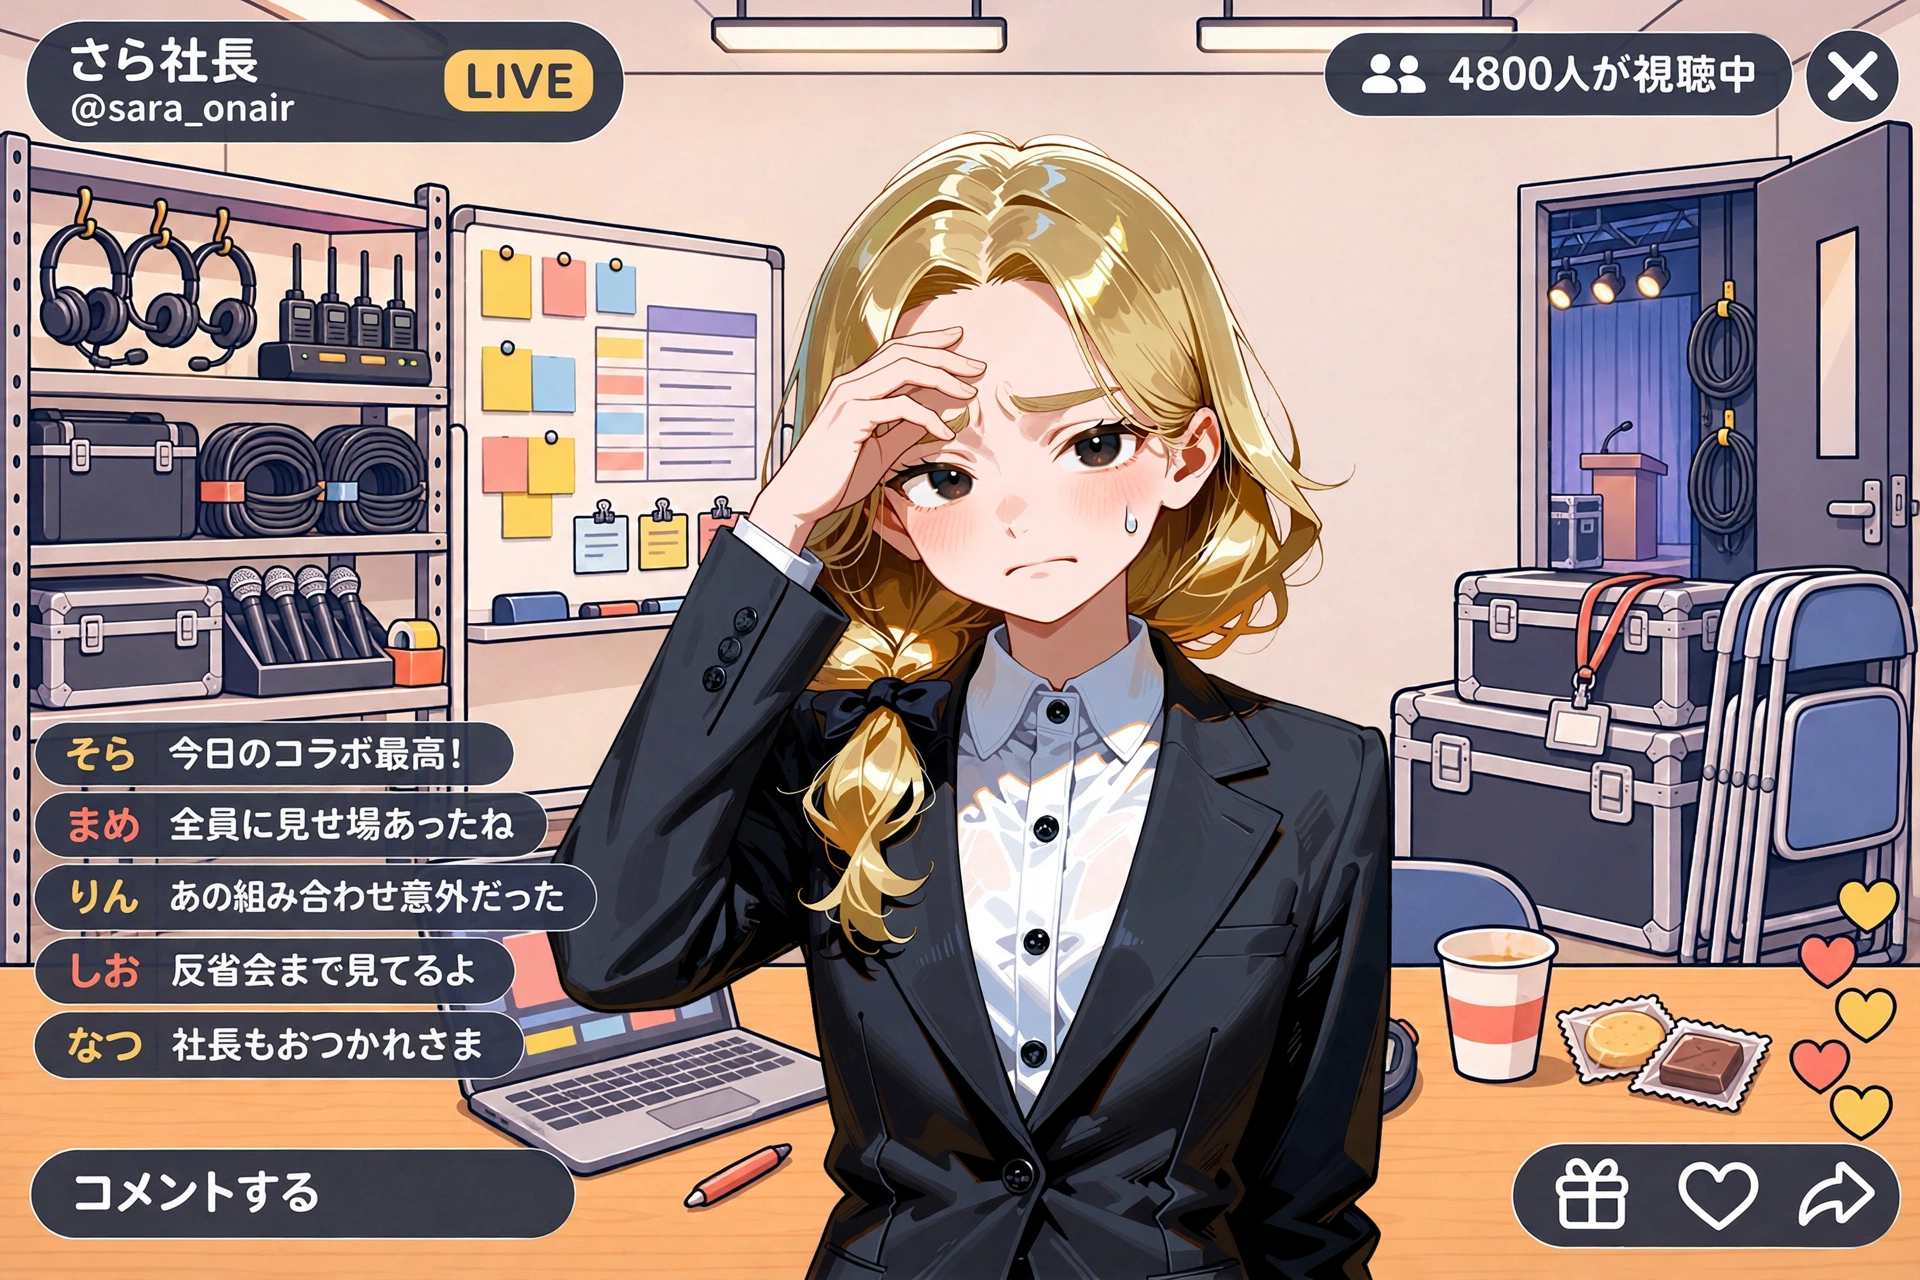 さら社長
@sara_onair
LIVE
4800人が視聴中
そら 今日のコラボ最高!
まめ 全員に見せ場あったね
りん あの組み合わせ意外だった
しお 反省会まで見てるよ
なつ 社長もおつかれさま
コメントする